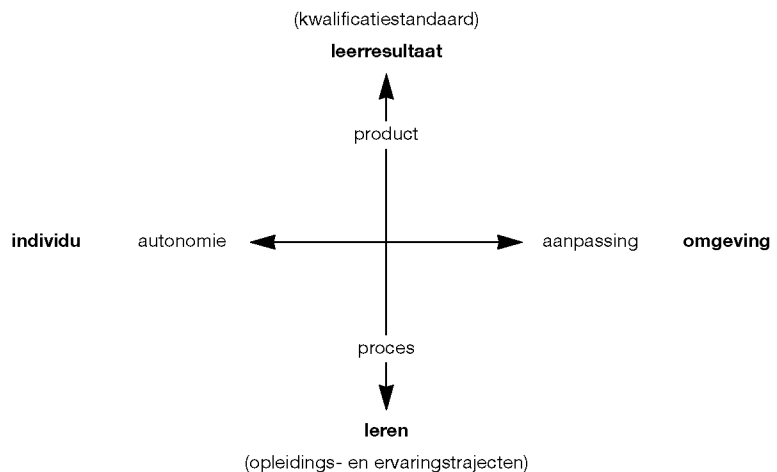 (kwalificatiestandaard)
leerresultaat
product
individu autonomie aanpassing omgeving
proces
leren
(opleidings- en ervaringstrajecten)